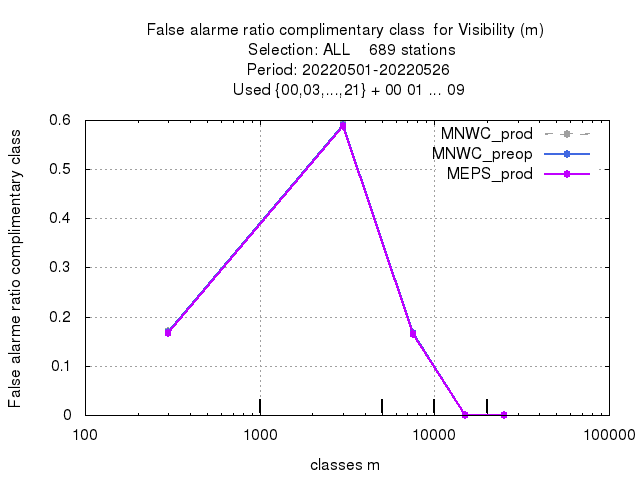 False alarme ratio complimentary class  for Visibility (m)
Selection: ALL    689 stations
Period: 20220501-20220526
Used {00,03,...,21} + 00 01 ... 09
False alarme ratio complimentary class
0.6
0.5
0.4
0.3
0.2
0.1
0
MNWC_prod
MNWC_preop
MEPS_prod
100 1000 10000 100000
classes m